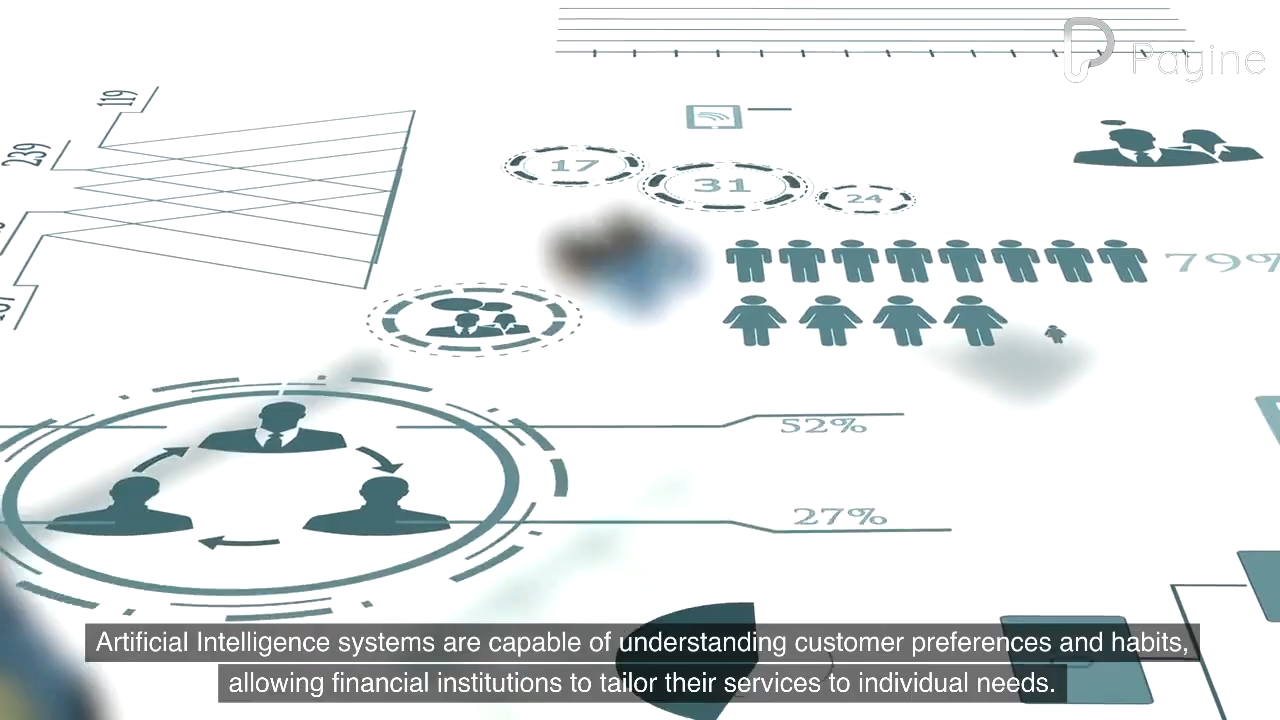 Payine
119
17
239
31
24
79%
52%
27%
Artificial Intelligence systems are capable of understanding customer preferences and habits,
allowing financial institutions to tailor their services to individual needs.